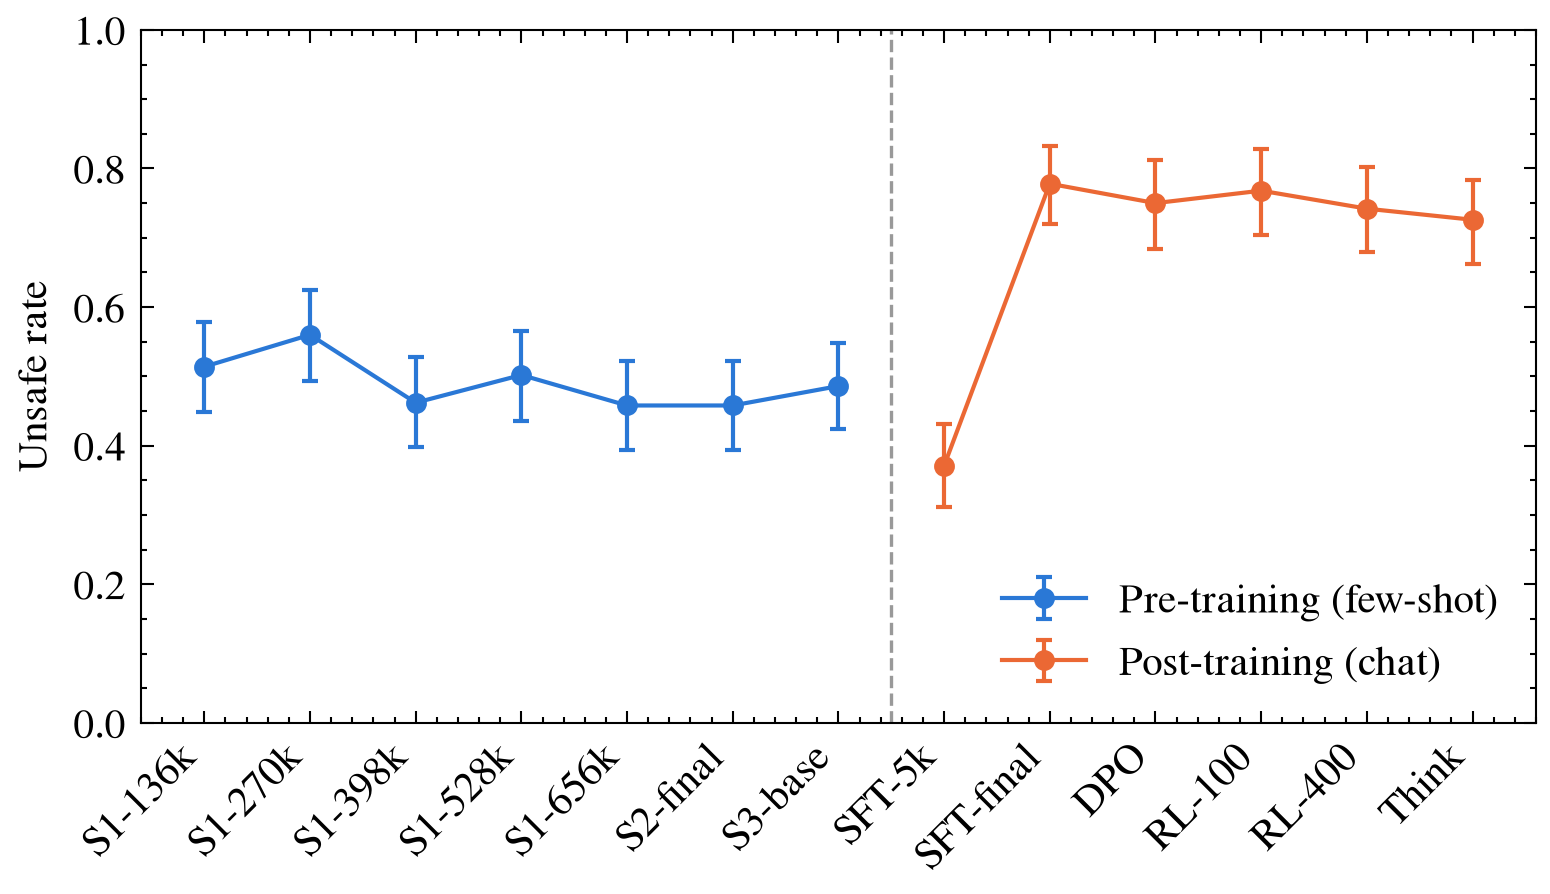 Unsafe rate
1.0
0.8
0.6
0.4
0.2
0.0
Pre-training (few-shot)
Post-training (chat)
S1-136k
S1-270k
S1-398k
S1-528k
S1-656k
S2-final
S3-base
SFT-5k
SFT-final
DPO
RL-100
RL-400
Think